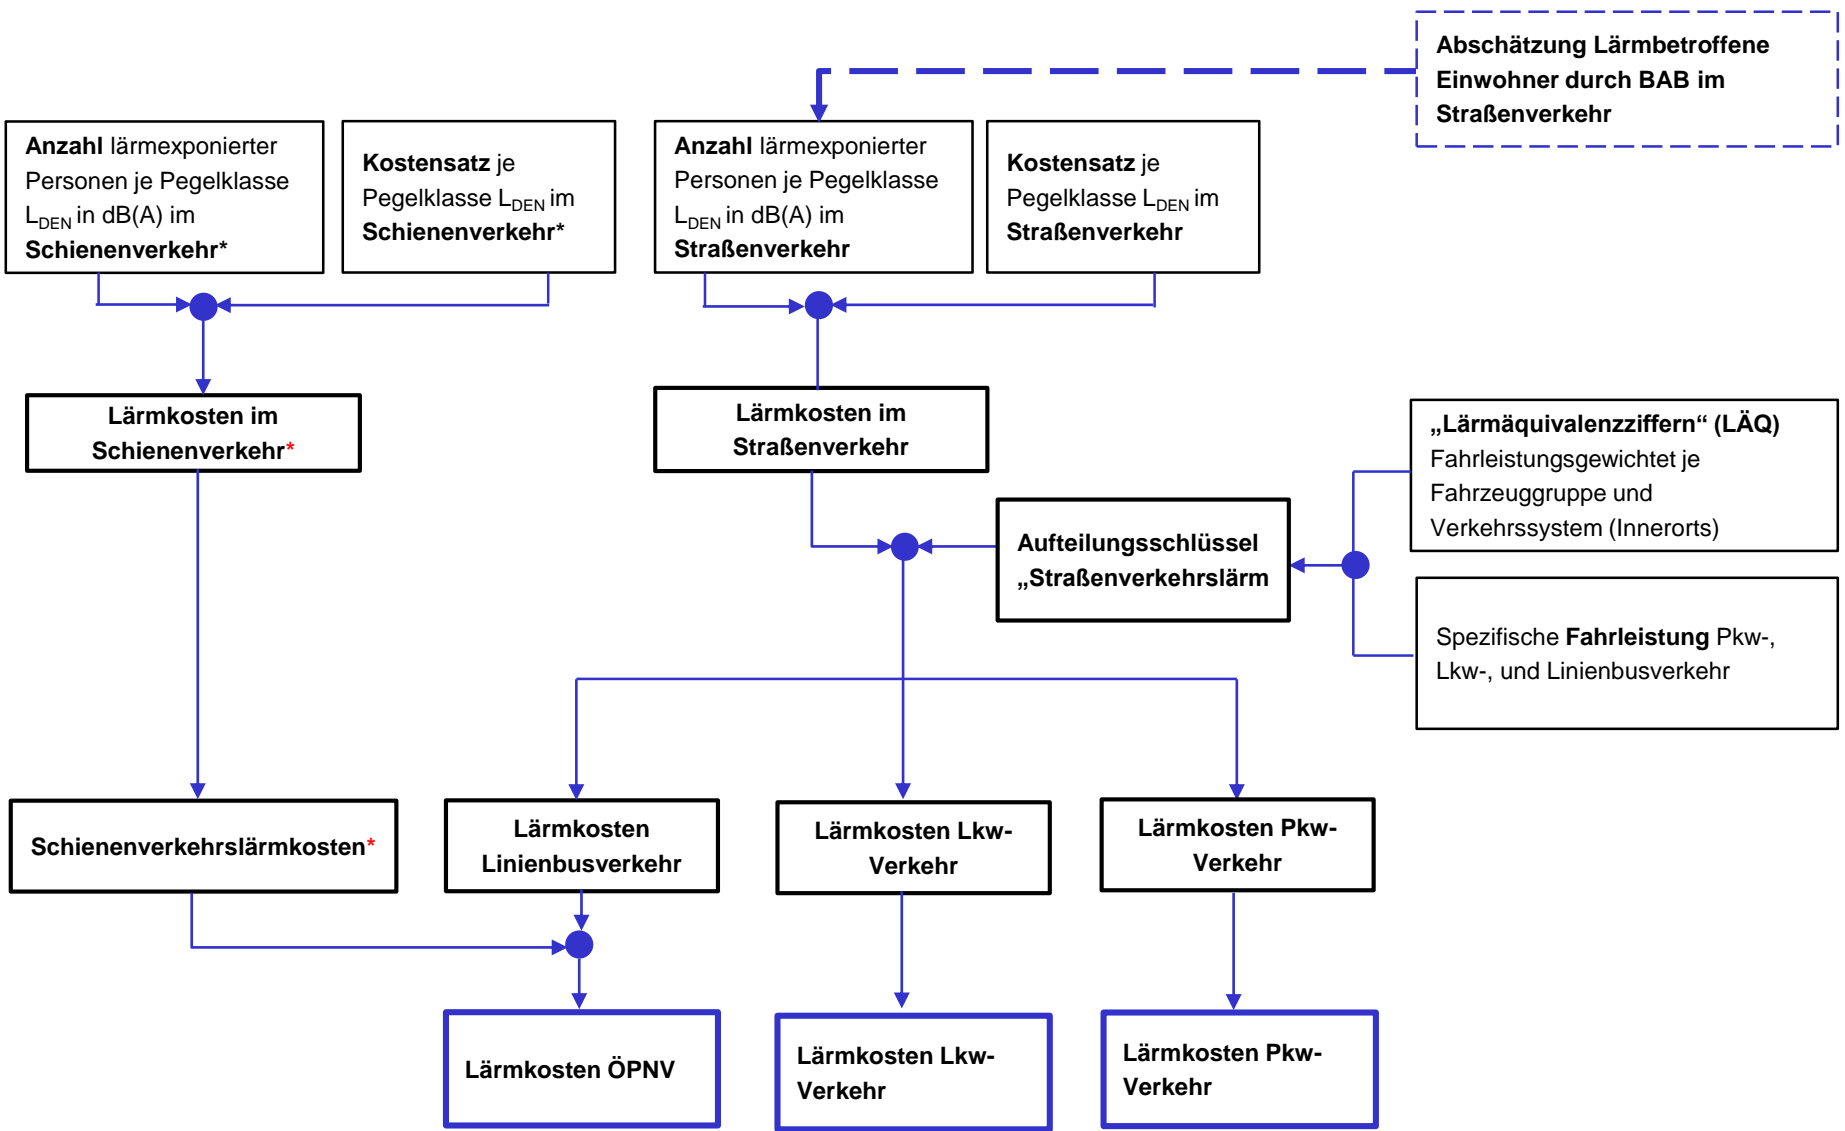 Abschätzung Lärmbetroffene
Einwohner durch BAB im
Straßenverkehr
Anzahl lärmexponierter
Personen je Pegelklasse
LDEN in dB(A) im
Schienenverkehr*
Kostensatz je
Pegelklasse LDEN im
Schienenverkehr*
Anzahl lärmexponierter
Personen je Pegelklasse
LDEN in dB(A) im
Straßenverkehr
Kostensatz je
Pegelklasse LDEN im
Straßenverkehr
Lärmkosten im
Schienenverkehr*
Lärmkosten im
Straßenverkehr
„Lärmäquivalenzziffern“ (LÄQ)
Fahrleistungsgewichtet je
Fahrzeuggruppe und
Verkehrssystem (Innerorts)
Aufteilungsschlüssel
„Straßenverkehrslärm
Spezifische Fahrleistung Pkw-,
Lkw-, und Linienbusverkehr
Schienenverkehrslärmkosten*
Lärmkosten
Linienbusverkehr
Lärmkosten Lkw-
Verkehr
Lärmkosten Pkw-
Verkehr
Lärmkosten ÖPNV
Lärmkosten Lkw-
Verkehr
Lärmkosten Pkw-
Verkehr